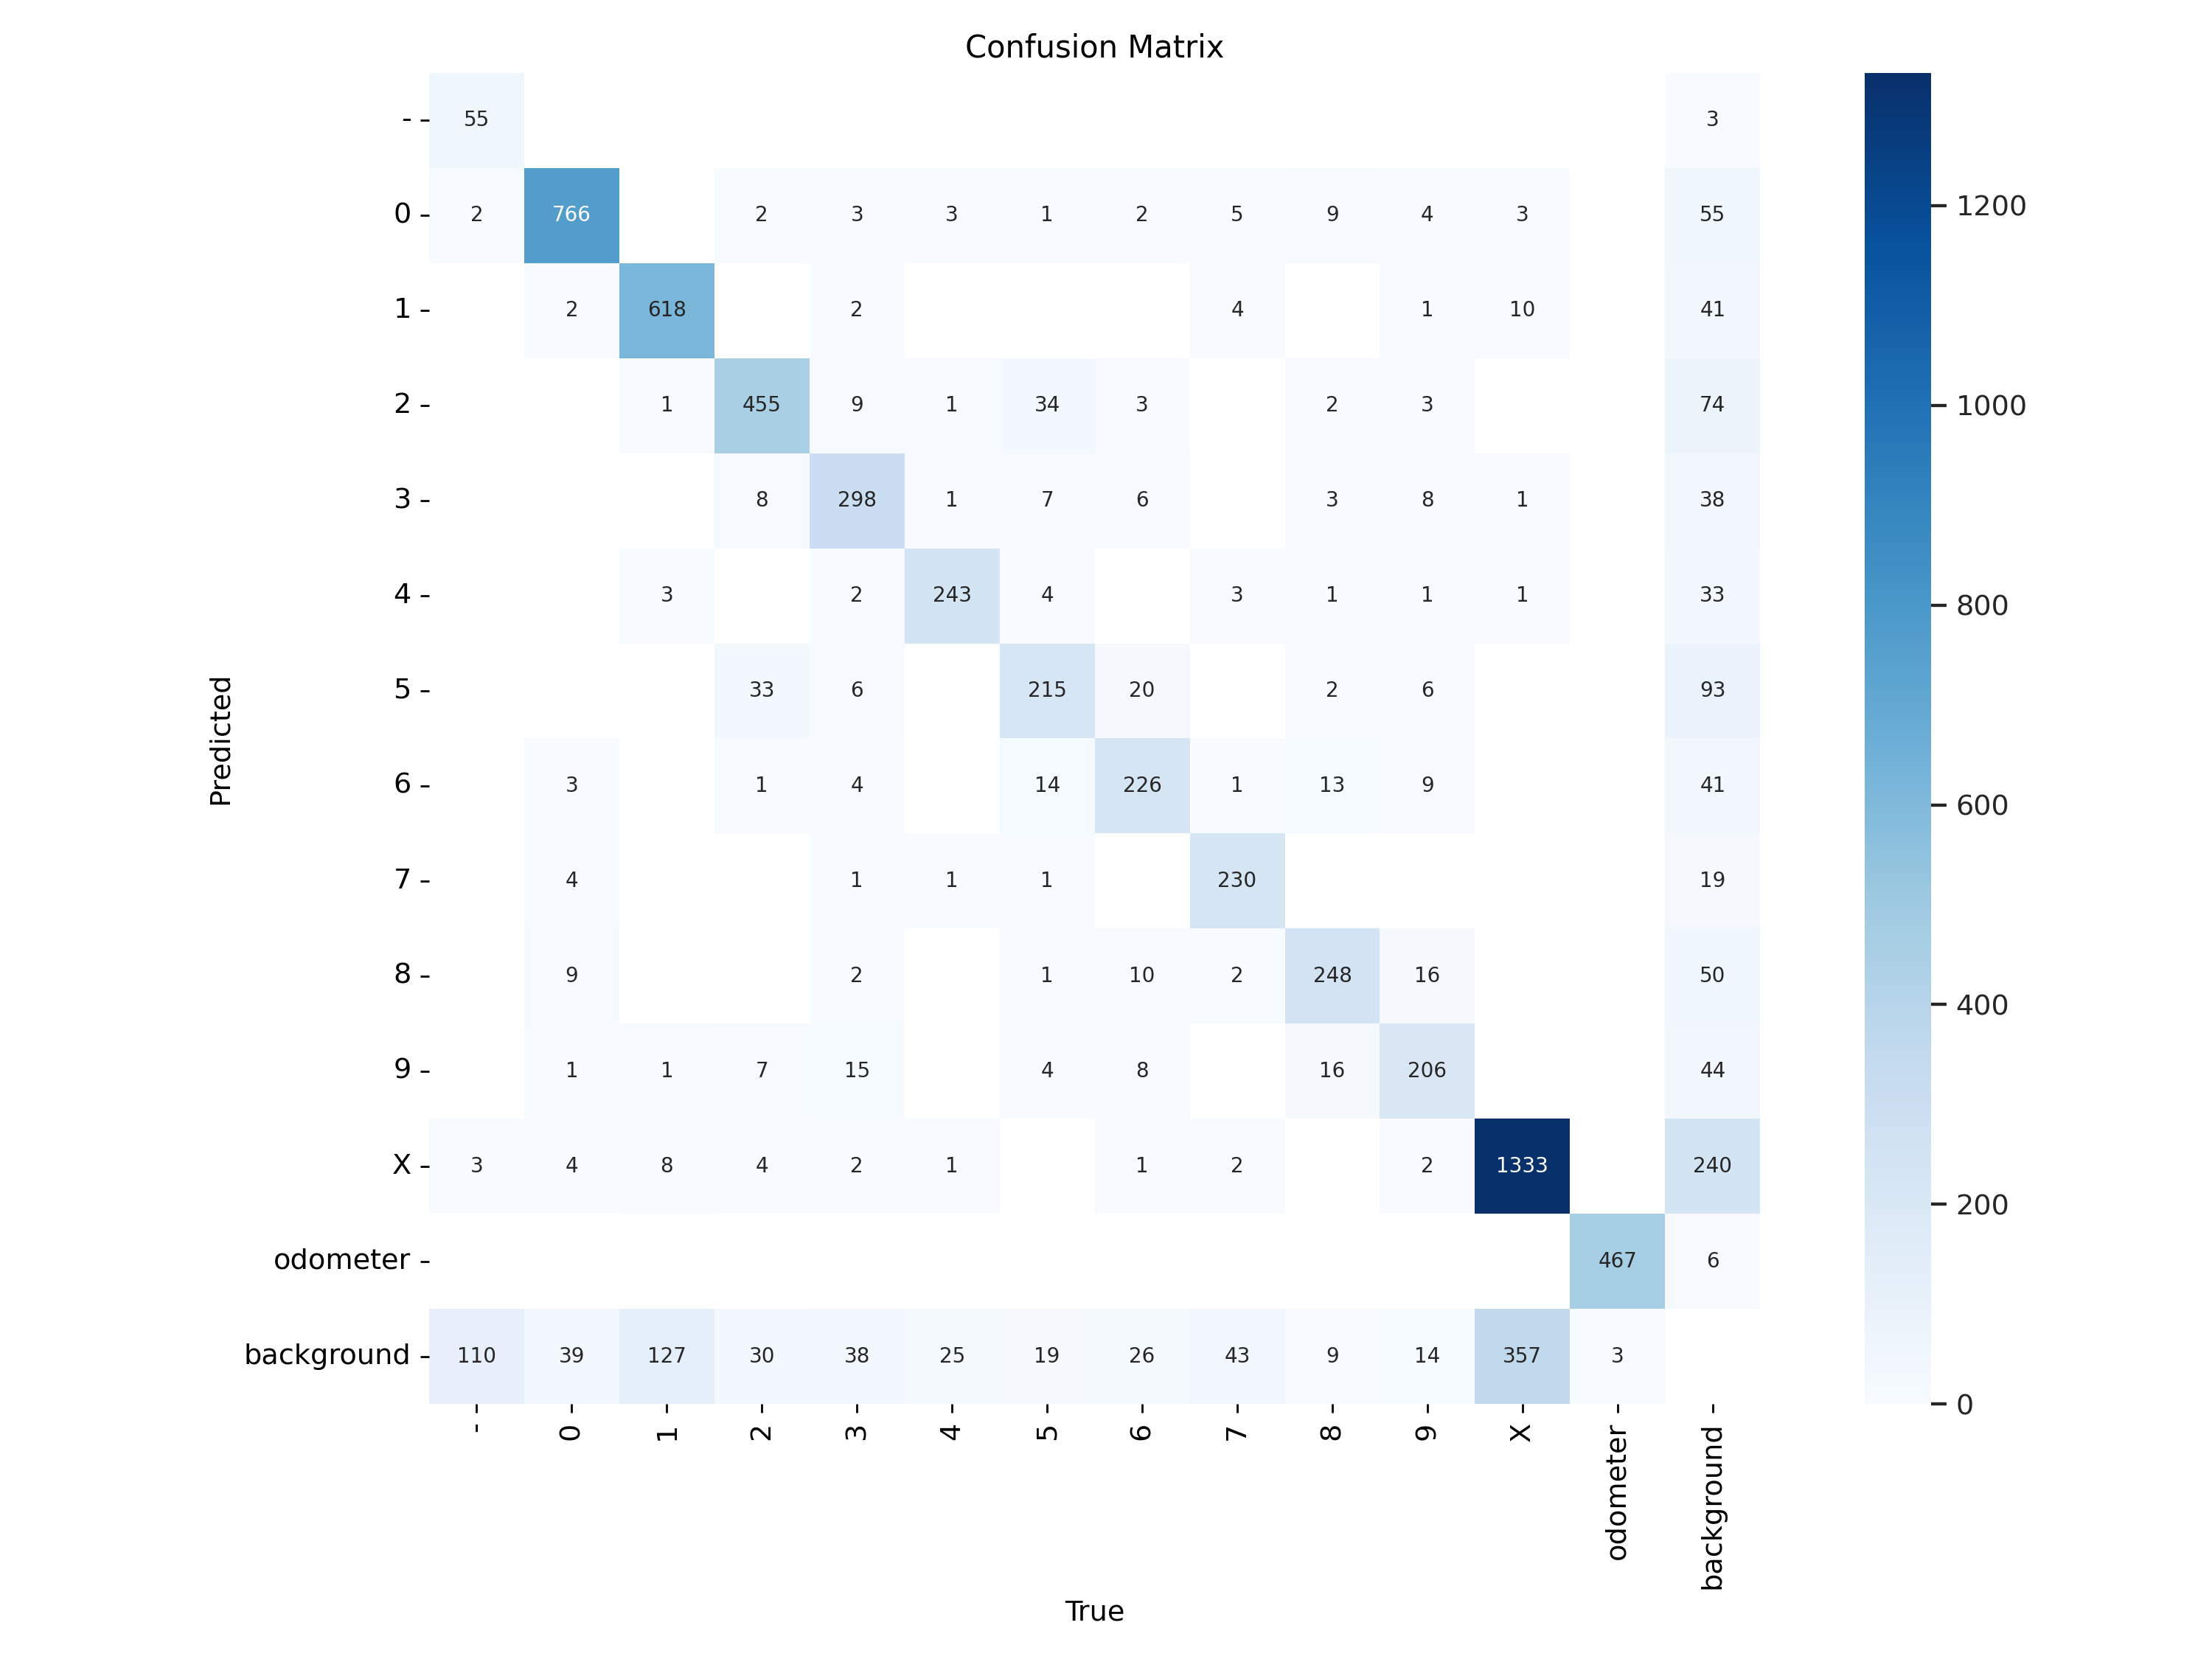 Confusion Matrix
- 55 3
0 2 766 2 3 3 1 2 5 9 4 3 55
1 2 618 2 4 1 10 41
2 1 455 9 1 34 3 2 3 74
3 8 298 1 7 6 3 8 1 38
4 3 2 243 4 3 1 1 1 33
5 33 6 215 20 2 6 93
6 3 1 4 14 226 1 13 9 41
7 4 1 1 1 230 19
8 9 2 1 10 2 248 16 50
9 1 1 7 15 4 8 16 206 44
X 3 4 8 4 2 1 1 2 2 1333 240
odometer 467 6
background 110 39 127 30 38 25 19 26 43 9 14 357 3
- 0 1 2 3 4 5 6 7 8 9 X odometer background
Predicted
True
1200
1000
800
600
400
200
0